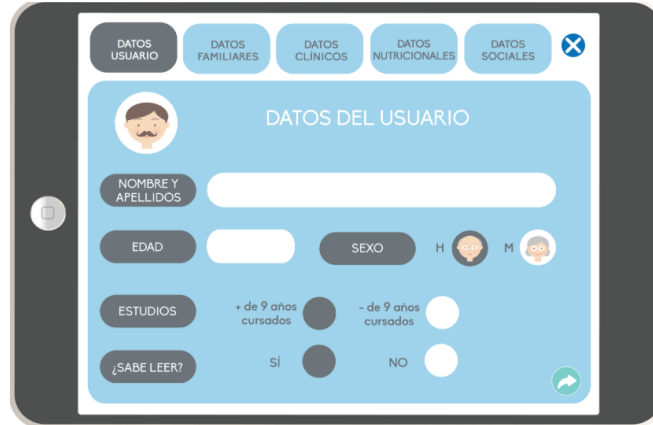 DATOS
USUARIO
DATOS
FAMILIARES
DATOS
CLÍNICOS
DATOS
NUTRICIONALES
DATOS
SOCIALES
DATOS DEL USUARIO
NOMBRE Y
APELLIDOS
EDAD
SEXO
H
M
ESTUDIOS
+ de 9 años
cursados
- de 9 años
cursados
¿SABE LEER?
SÍ
NO